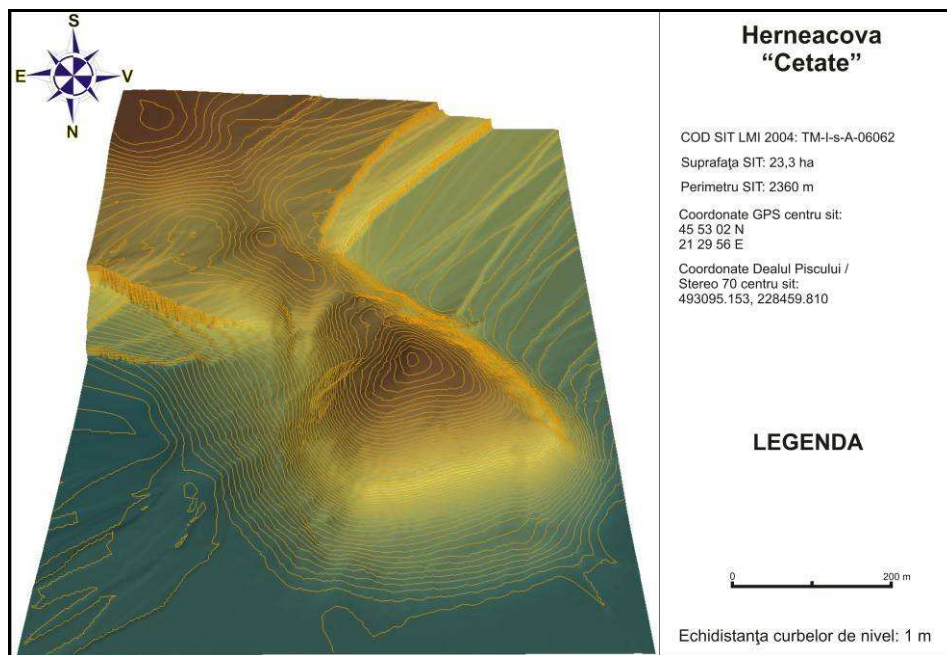 S
E V
N
Herneacova
“Cetate”
COD SIT LMI 2004: TM-I-s-A-06062
Suprafaţa SIT: 23,3 ha
Perimetru SIT: 2360 m
Coordonate GPS centru sit:
45 53 02 N
21 29 56 E
Coordonate Dealul Piscului /
Stereo 70 centru sit:
493095.153, 228459.810
LEGENDA
0 200 m
Echidistanţa curbelor de nivel: 1 m